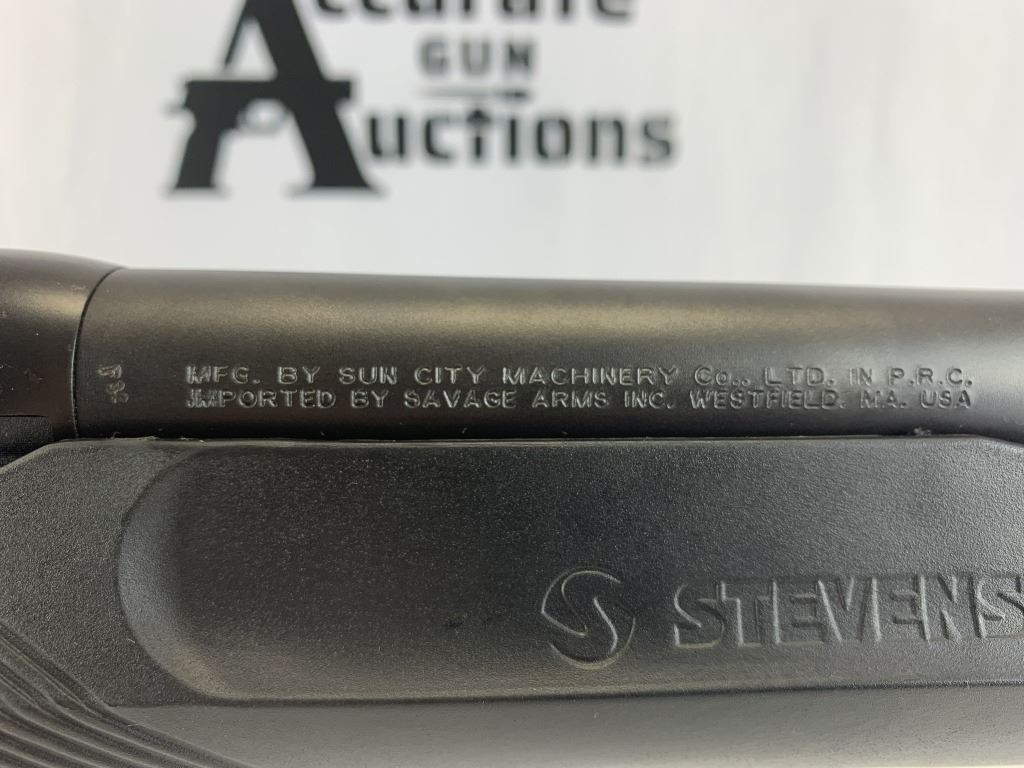 Accurate
GUN
Auctions
MFG. BY SUN CITY MACHINERY Co., LTD. IN P.R.C.
IMPORTED BY SAVAGE ARMS INC. WESTFIELD. MA. USA
STEVENS